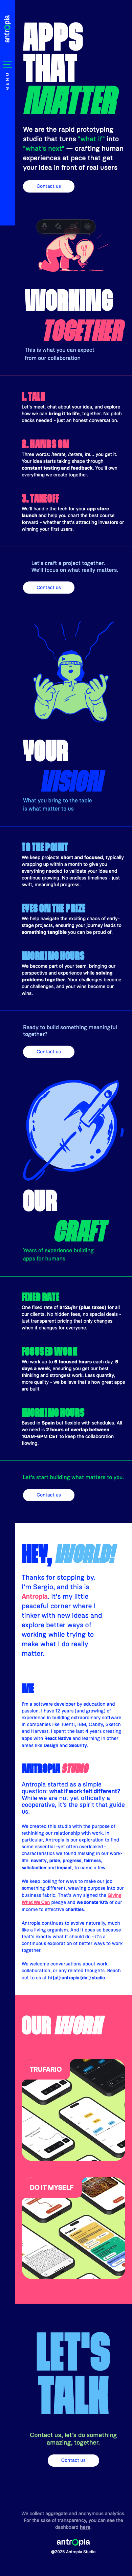 antropia
MENU
APPS
THAT
MATTER
We are the rapid prototyping
studio that turns "what if" into
"what's next" — crafting human
experiences at pace that get
your idea in front of real users
Contact us
WORKING
TOGETHER
This is what you can expect
from our collaboration
1. TALK
Let's meet, chat about your idea, and explore
how we can bring it to life, together. No pitch
decks needed - just an honest conversation.
2. HANDS ON
Three words: iterate, iterate, ite... you get it.
Your idea starts taking shape through
constant testing and feedback. You'll own
everything we create together.
3. TAKEOFF
We'll handle the tech for your app store
launch and help you chart the best course
forward - whether that's attracting investors or
winning your first users.
Let's craft a project together.
We'll focus on what really matters.
Contact us
YOUR
VISION
What you bring to the table
is what matter to us
TO THE POINT
We keep projects short and focused, typically
wrapping up within a month to give you
everything needed to validate your idea and
continue growing. No endless timelines - just
swift, meaningful progress.
EYES ON THE PRIZE
We help navigate the exciting chaos of early-
stage projects, ensuring your journey leads to
something tangible you can be proud of.
WORKING HOURS
We become part of your team, bringing our
perspective and experience while solving
problems together. Your challenges become
our challenges, and your wins become our
wins.
Ready to build something meaningful
together?
Contact us
OUR
CRAFT
Years of experience building
apps for humans
FIXED RATE
One fixed rate of $125/hr (plus taxes) for all
our clients. No hidden fees, no special deals -
just transparent pricing that only changes
when it changes for everyone.
FOCUSED WORK
We work up to 6 focused hours each day, 6
days a week, ensuring you get our best
thinking and strongest work. Less quantity,
more quality - we believe that's how great apps
are built.
WORKING HOURS
Based in Spain but flexible with schedules. All
we need is 2 hours of overlap between
10AM-6PM CET to keep the collaboration
flowing.
Let's start building what matters to you.
Contact us
HEY, WORLD!
Thanks for stopping by.
I'm Sergio, and this is
Antropia. It's my little
peaceful corner where I
tinker with new ideas and
explore better ways of
working while trying to
make what I do really
matter.
ME
I'm a software developer by education and
passion. I have 12 years (and growing) of
experience in building extraordinary software
in companies like Tuenti, IBM, Cabify, Sketch
and Harvest. I spent the last 4 years creating
apps with React Native and learning in other
areas like Design and Security.
ANTROPIA STUDIO
Antropia started as a simple
question: what if work felt different?
While we are not yet officially a
cooperative, it's the spirit that guide
us.
We created this studio with the purpose of
rethinking our relationship with work. In
particular, Antropia is our exploration to find
some essential -yet often overlooked-
characteristics we found missing in our work-
life: novelty, pride, progress, fairness,
satisfaction and impact, to name a few.
We keep looking for ways to make our job
something different, weaving purpose into our
business fabric. That's why signed the Giving
What We Can pledge and we donate 10% of our
income to effective charities.
Antropia continues to evolve naturally, much
like a living organism. And it does so because
that's exactly what it should do - it's a
continuous exploration of better ways to work
together.
We welcome conversations about work,
collaboration, or any related thoughts. Reach
out to us at hi (at) antropia (dot) studio.
OUR WORK
TRUFARIO
DO IT MYSELF
LET'S
TALK
Contact us, let's do something
amazing, together.
Contact us
We collect aggregate and anonymous analytics.
For the sake of transparency, you can see the
dashboard here.
antropia
@2025 Antropia Studio